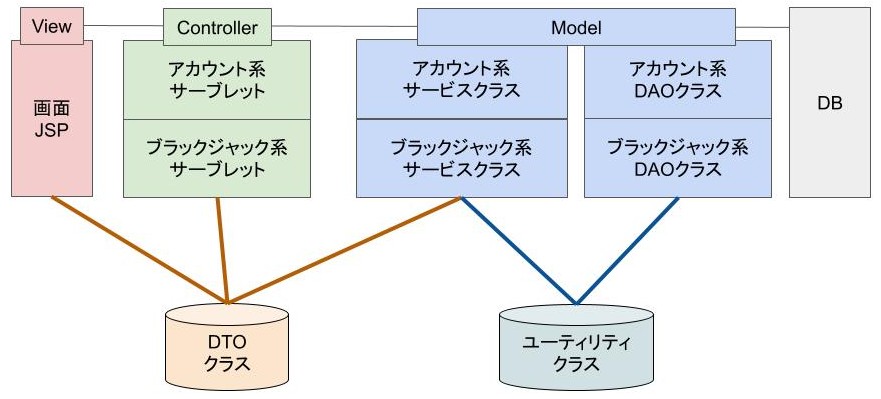 View
Controller
Model
画面
JSP
アカウント系
サーブレット
ブラックジャック系
サーブレット
アカウント系
サービスクラス
ブラックジャック系
サービスクラス
アカウント系
DAOクラス
ブラックジャック系
DAOクラス
DB
DTO
クラス
ユーティリティ
クラス